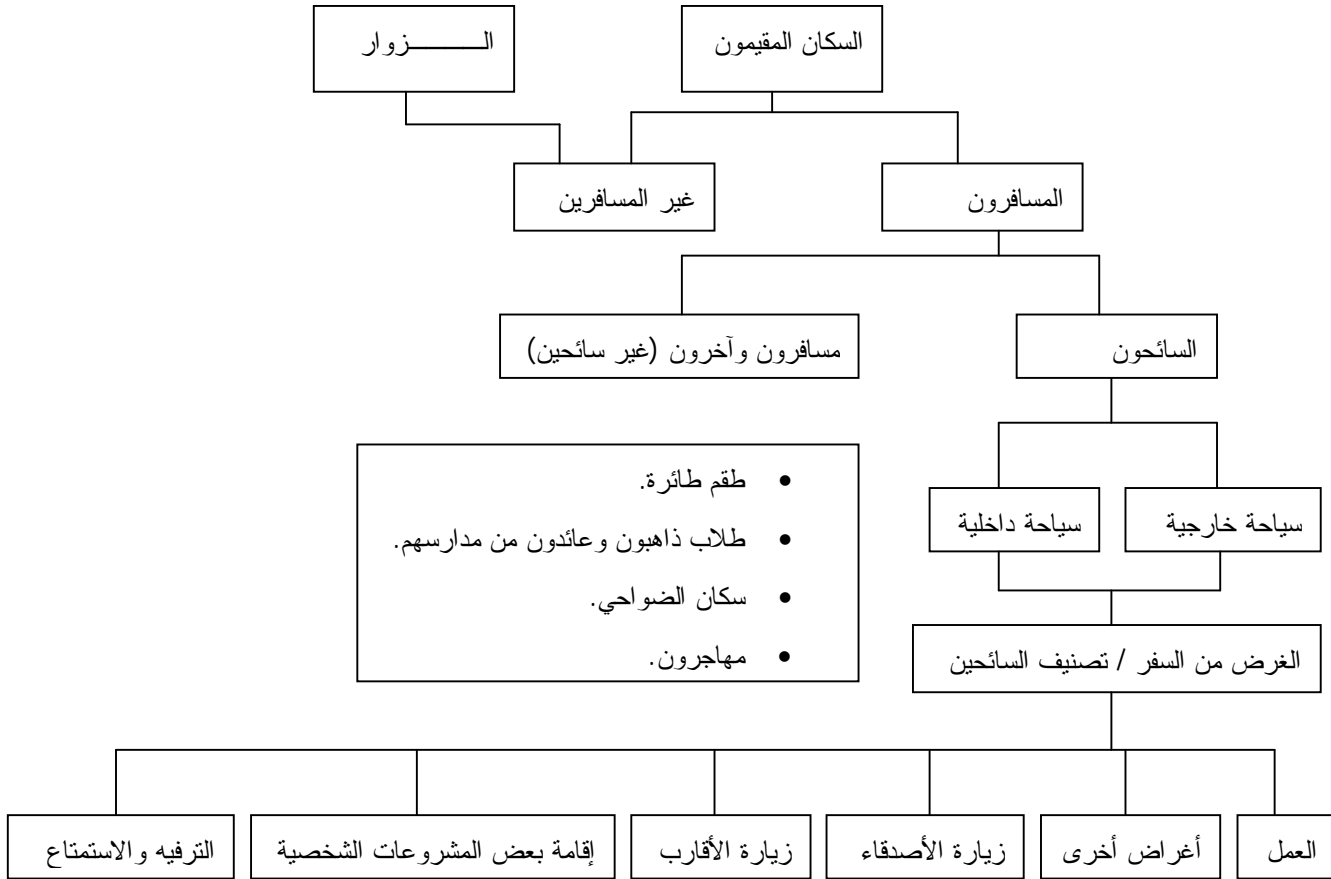 السكان المقيمون
الـــــــــزوار
المسافرون
غير المسافرين
السائحون
مسافرون وآخرون (غير سائحين)
• طقم طائرة.
• طلاب ذاهبون وعائدون من مدارسهم.
• سكان الضواحي.
• مهاجرون.
سياحة خارجية
سياحة داخلية
الغرض من السفر / تصنيف السائحين
العمل
أغراض أخرى
زيارة الأصدقاء
زيارة الأقارب
إقامة بعض المشروعات الشخصية
الترفيه والاستمتاع